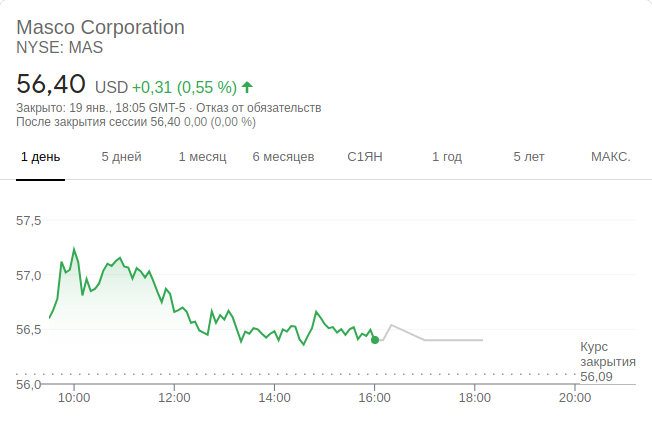 Masco Corporation
NYSE: MAS
56,40 USD +0,31 (0,55 %)
Закрыто: 19 янв., 18:05 GMT-5 · Отказ от обязательств
После закрытия сессии 56,40 0,00 (0,00 %)
1 день 5 дней 1 месяц 6 месяцев С1ЯН 1 год 5 лет МАКС.
57,5
57,0
56,5
56,0
Курс
закрытия
56,09
10:00 12:00 14:00 16:00 18:00 20:00